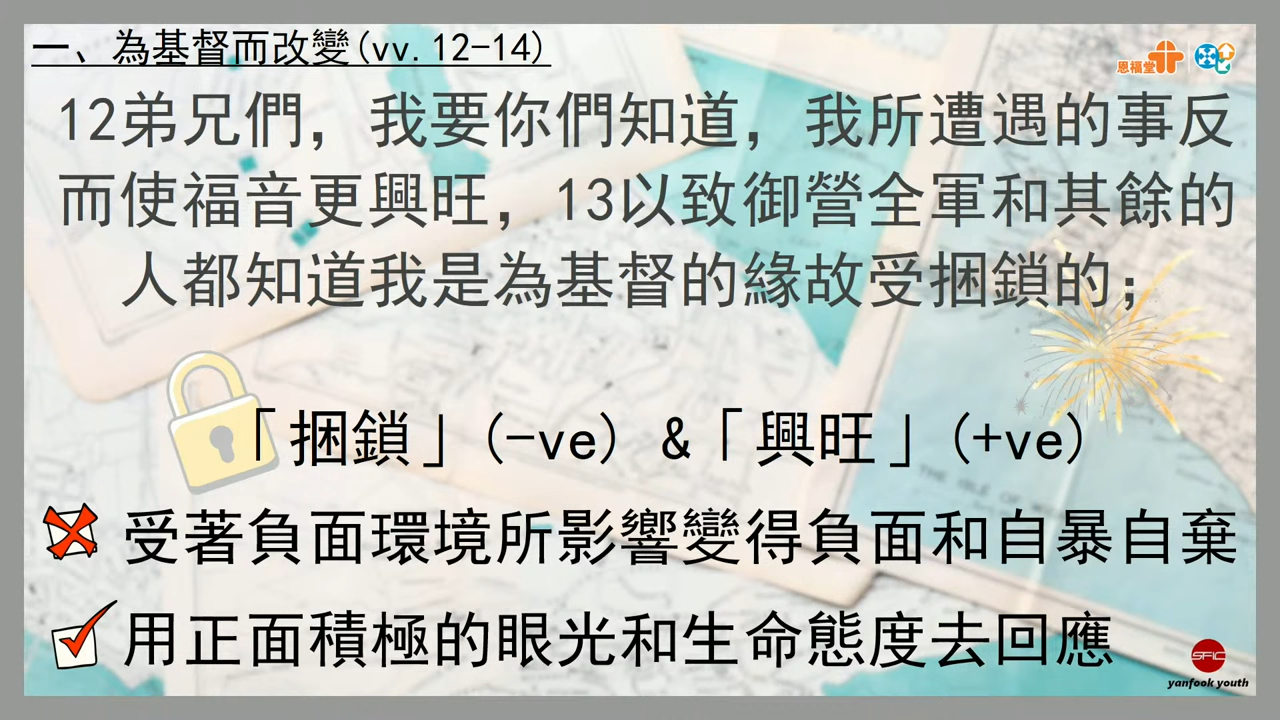 一、為基督而改變(vv.12-14)
恩福堂
12弟兄們，我要你們知道，我所遭遇的事反
而使福音更興旺，13以致御營全軍和其餘的
人都知道我是為基督的緣故受捆鎖的；
「捆鎖」(-ve) &「興旺」(+ve)
THE ISLE OF
受著負面環境所影響變得負面和自暴自棄
用正面積極的眼光和生命態度去回應
SFIC
yanfook youth